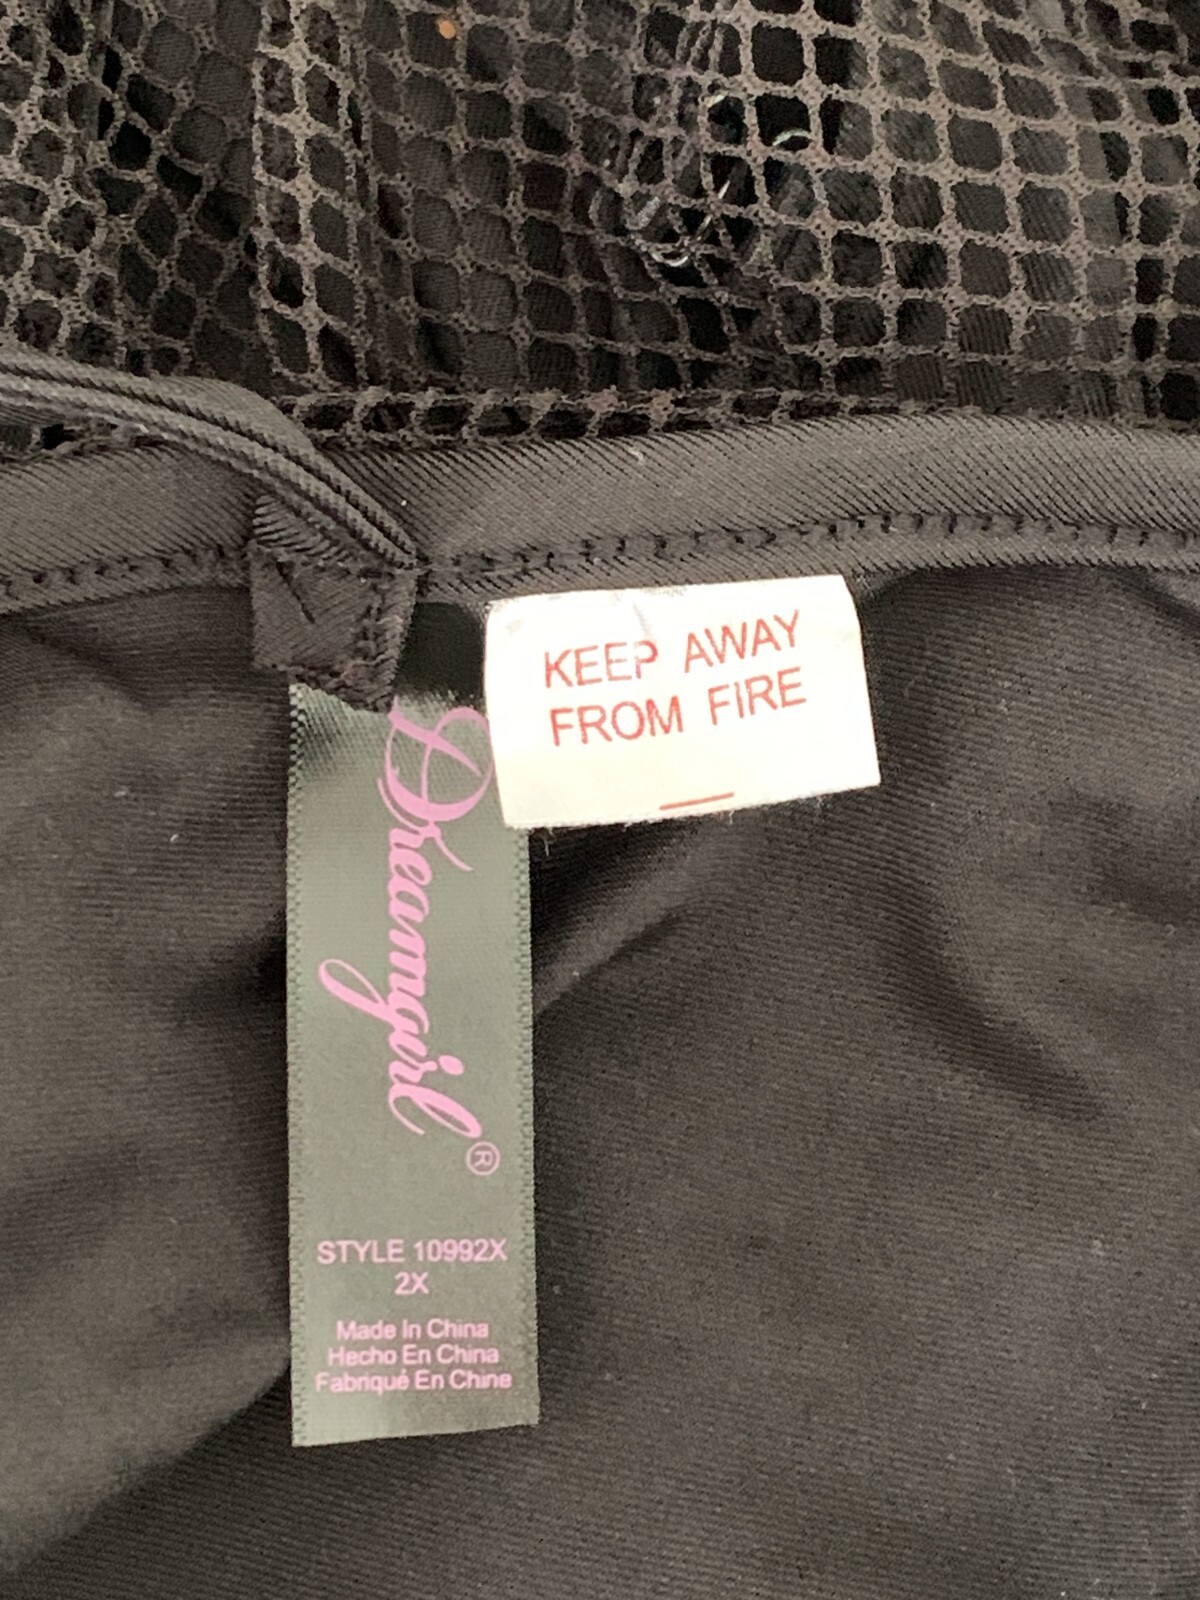 KEEP AWAY
FROM FIRE
Dreamgirl®
STYLE 10992X
2X
Made In China
Hecho En China
Fabriqué En Chine